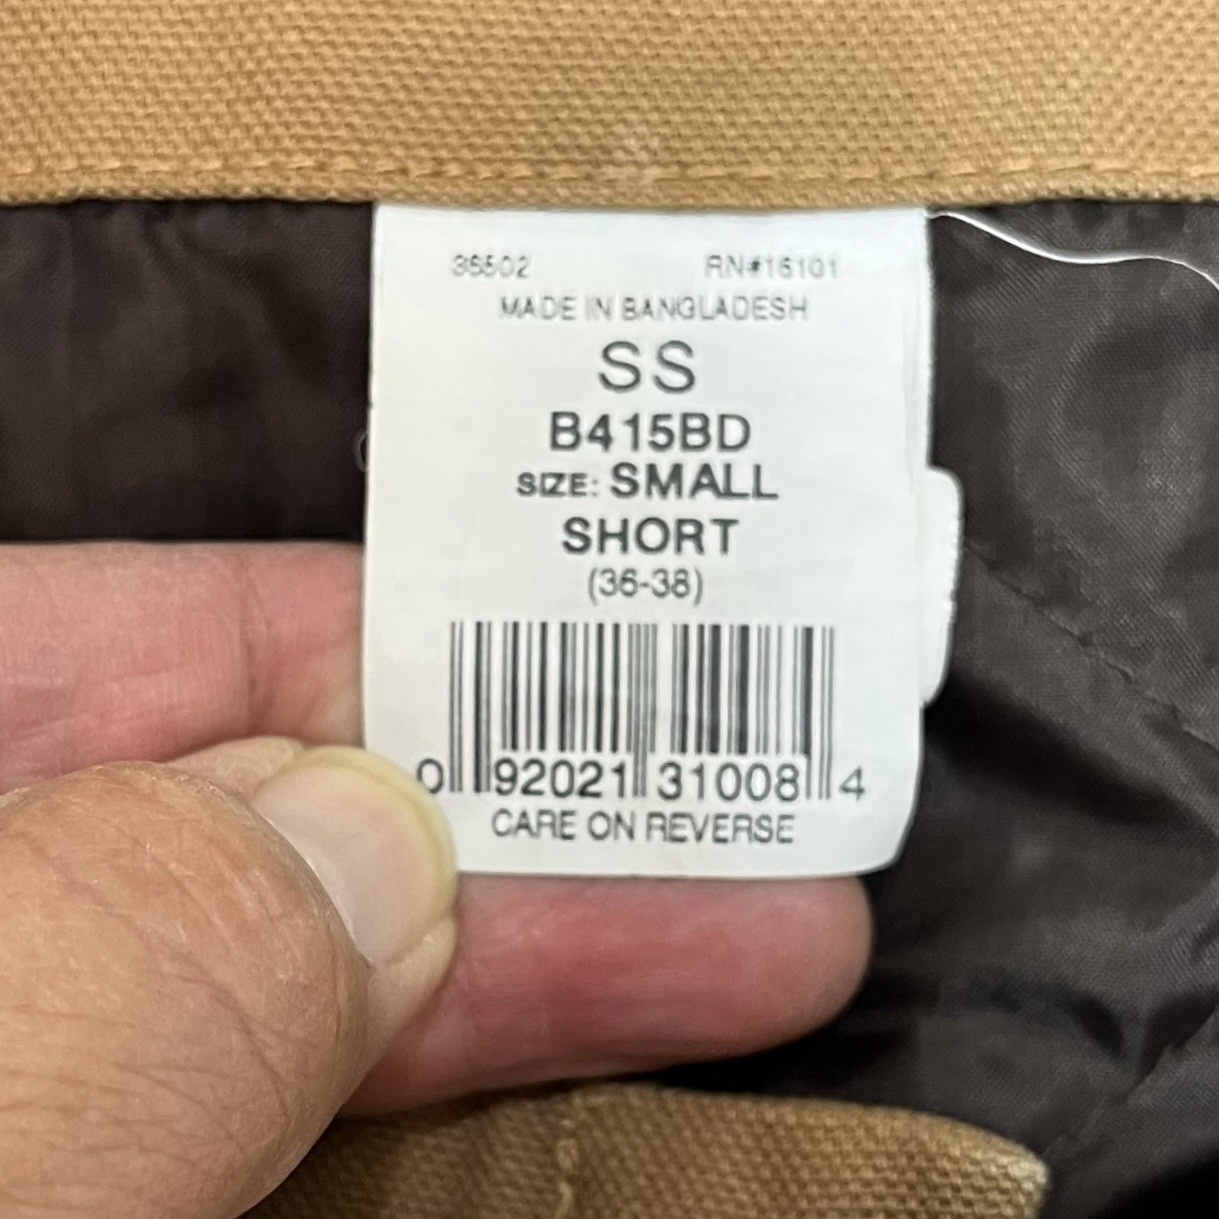 36502 RN#16101
MADE IN BANGLADESH
SS
B415BD
SIZE: SMALL
SHORT
(36-38)
0 92021 31008 4
CARE ON REVERSE